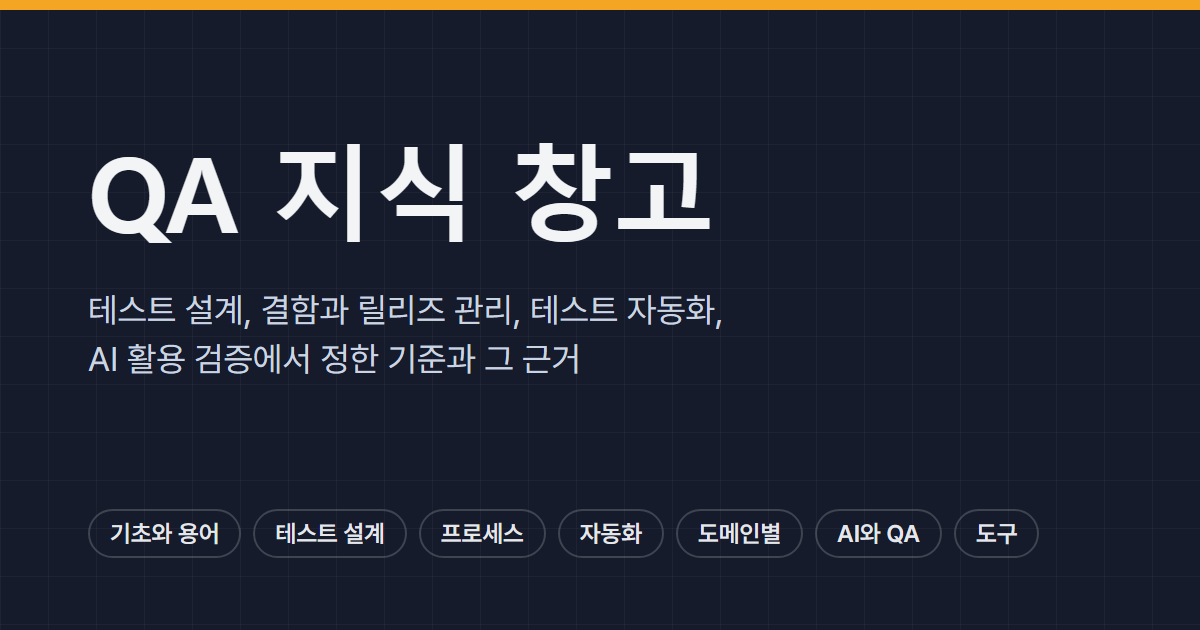 QA 지식 창고
테스트 설계, 결함과 릴리즈 관리, 테스트 자동화,
AI 활용 검증에서 정한 기준과 그 근거
기초와 용어 테스트 설계 프로세스 자동화 도메인별 AI와 QA 도구